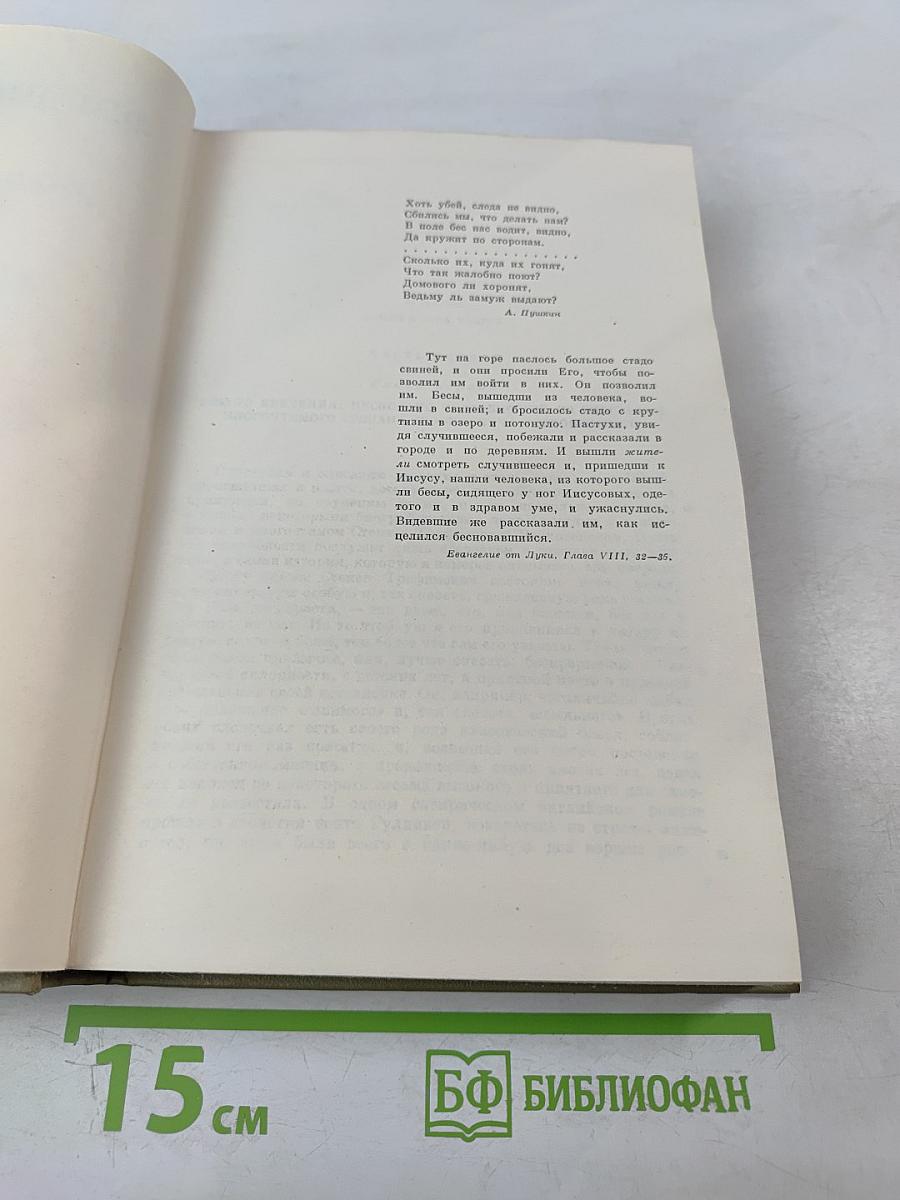 Хоть убей, следа не видно,
Сбились мы, что делать нам?
В поле бес нас водит, видно,
Да кружит по сторонам.
. . . . . . . . . . . . . . . . . .
Сколько их, куда их гонят,
Что так жалобно поют?
Домового ли хоронят,
Ведьму ль замуж выдают?
А. Пушкин
Тут на горе паслось большое стадо
свиней, и они просили Его, чтобы по-
зволил им войти в них. Он позволил
им. Бесы, вышедши из человека, во-
шли в свиней; и бросилось стадо с кру-
тизны в озеро и потонуло. Пастухи, уви-
дя случившееся, побежали и рассказали в
городе и по деревням. И вышли жите-
ли смотреть случившееся и, пришедши к
Иисусу, нашли человека, из которого выш-
ли бесы, сидящего у ног Иисусовых, оде-
того и в здравом уме, и ужаснулись.
Видевшие же рассказали им, как ис-
целился бесновавшийся.
Евангелие от Луки. Глава VIII, 32—35.
15 см
БФ БИБЛИОФАН